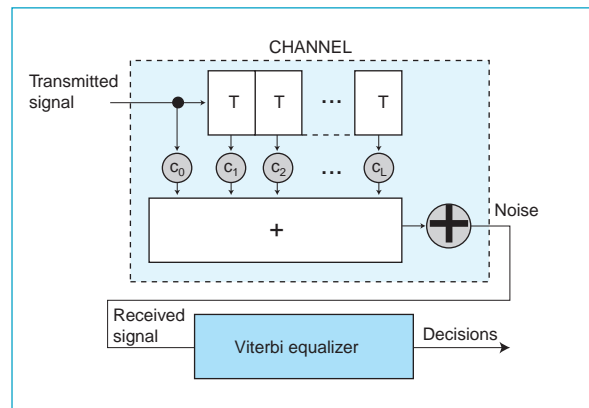 CHANNEL
Transmitted
signal
T T ... T
c0 c1 c2 ... cL
+
Noise
Received
signal
Viterbi equalizer
Decisions